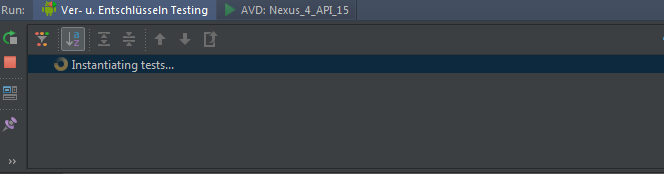 Run: Ver- u. Entschlüsseln Testing AVD: Nexus_4_API_15
Instantiating tests...